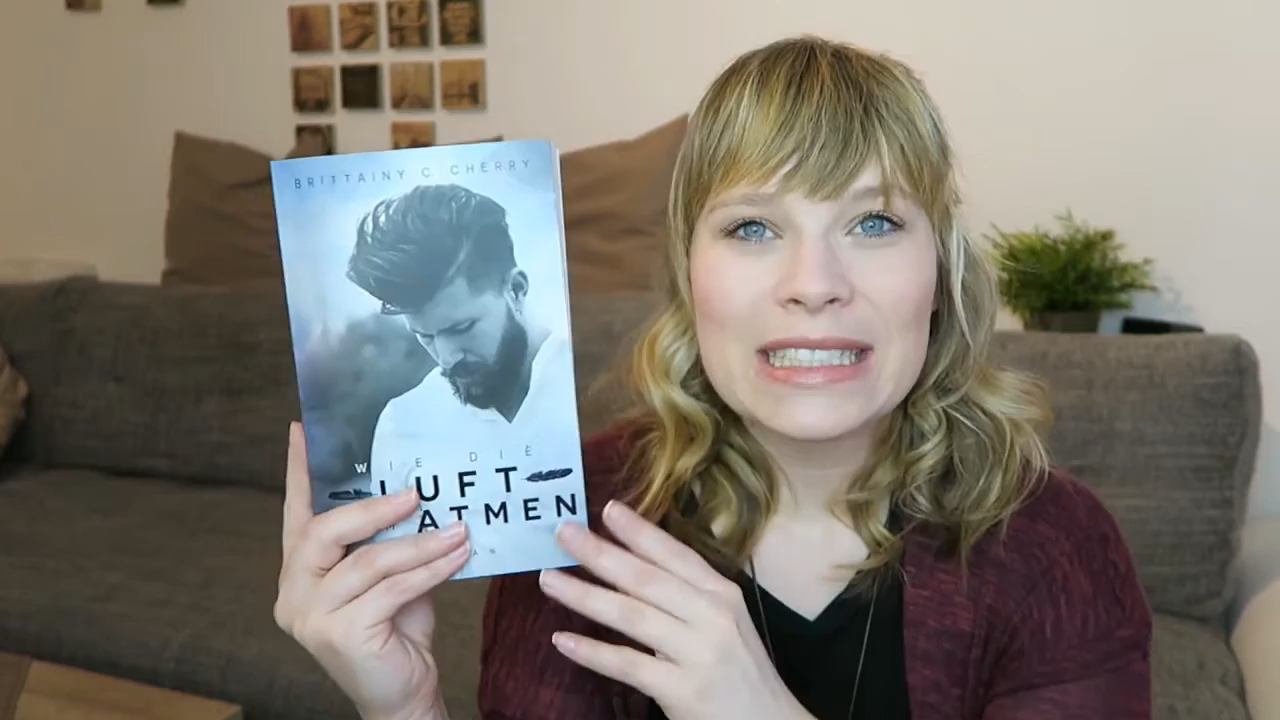 BRITTAINY C. CHERRY
WIE DIE
LUFT
ATMEN